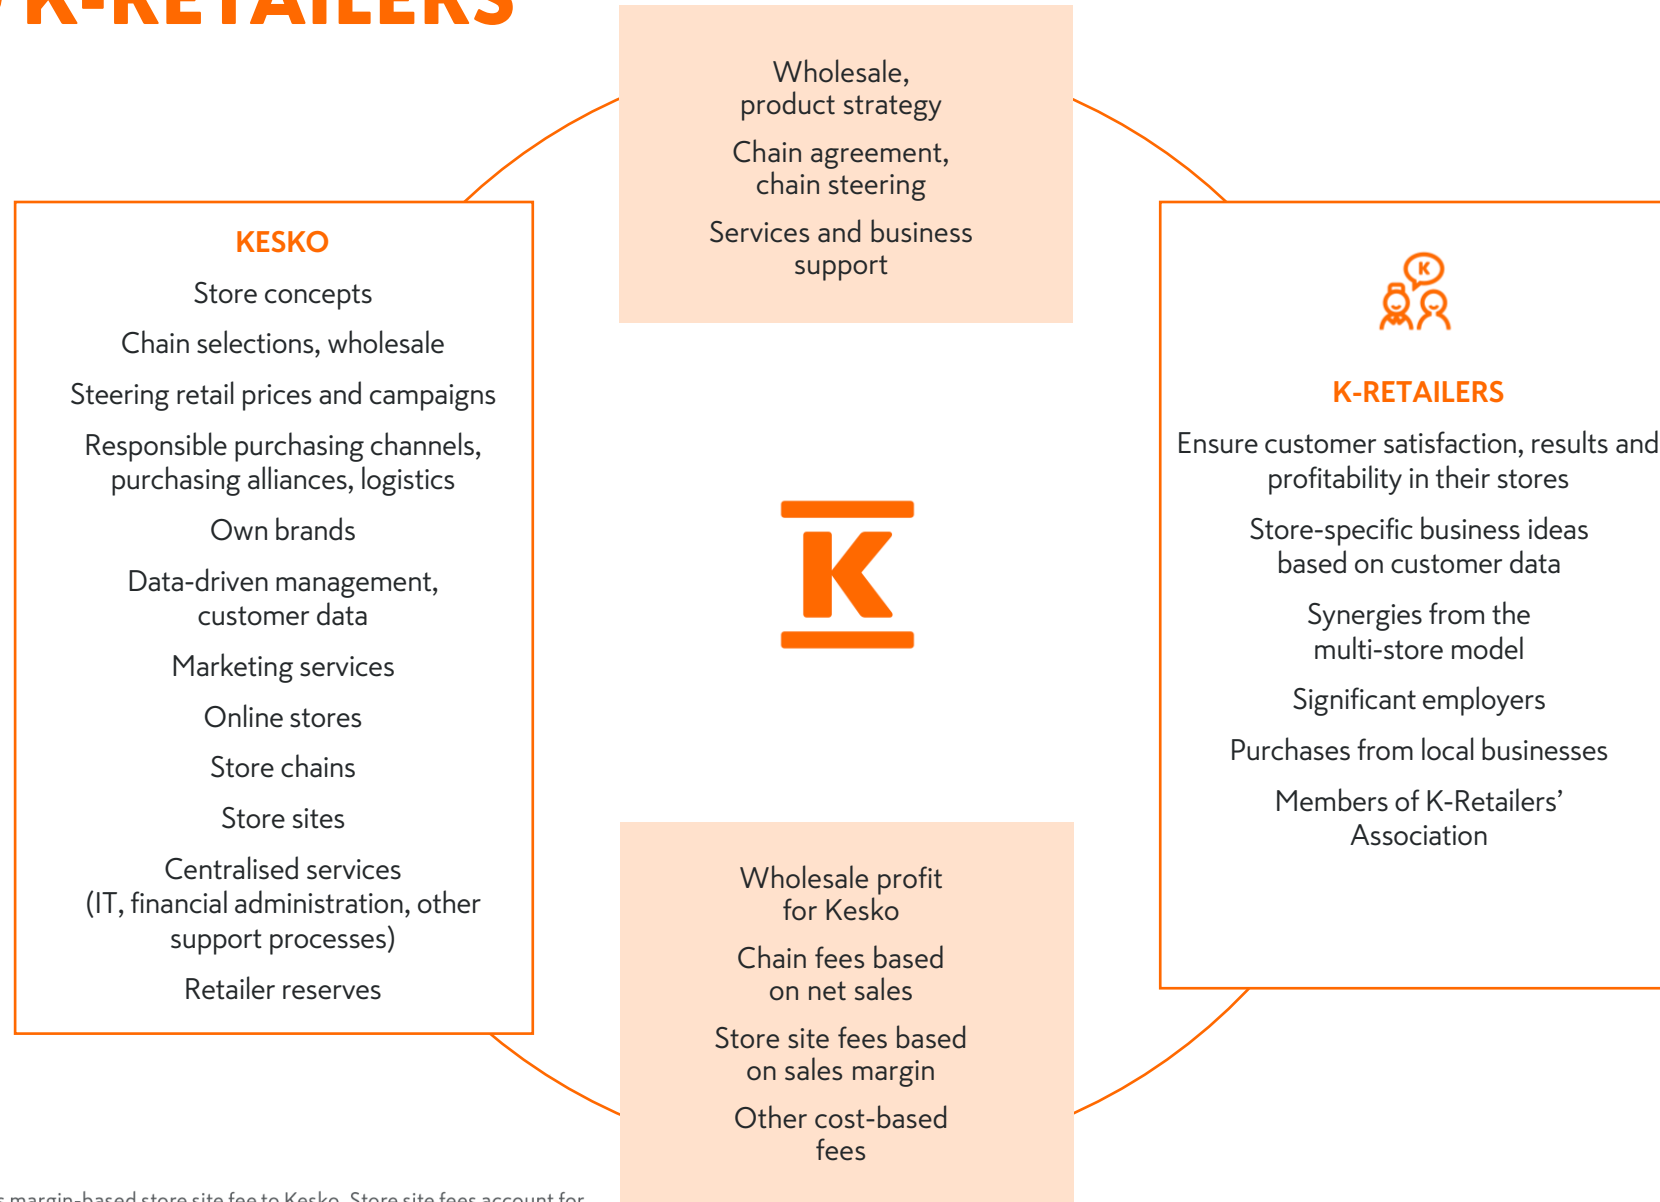 K-RETAILERS
Wholesale,
product strategy
Chain agreement,
chain steering
Services and business
support
KESKO
Store concepts
Chain selections, wholesale
Steering retail prices and campaigns
Responsible purchasing channels,
purchasing alliances, logistics
Own brands
Data-driven management,
customer data
Marketing services
Online stores
Store chains
Store sites
Centralised services
(IT, financial administration, other
support processes)
Retailer reserves
K
K
K-RETAILERS
Ensure customer satisfaction, results and
profitability in their stores
Store-specific business ideas
based on customer data
Synergies from the
multi-store model
Significant employers
Purchases from local businesses
Members of K-Retailers’
Association
Wholesale profit
for Kesko
Chain fees based
on net sales
Store site fees based
on sales margin
Other cost-based
fees
margin-based store site fee to Kesko. Store site fees account for